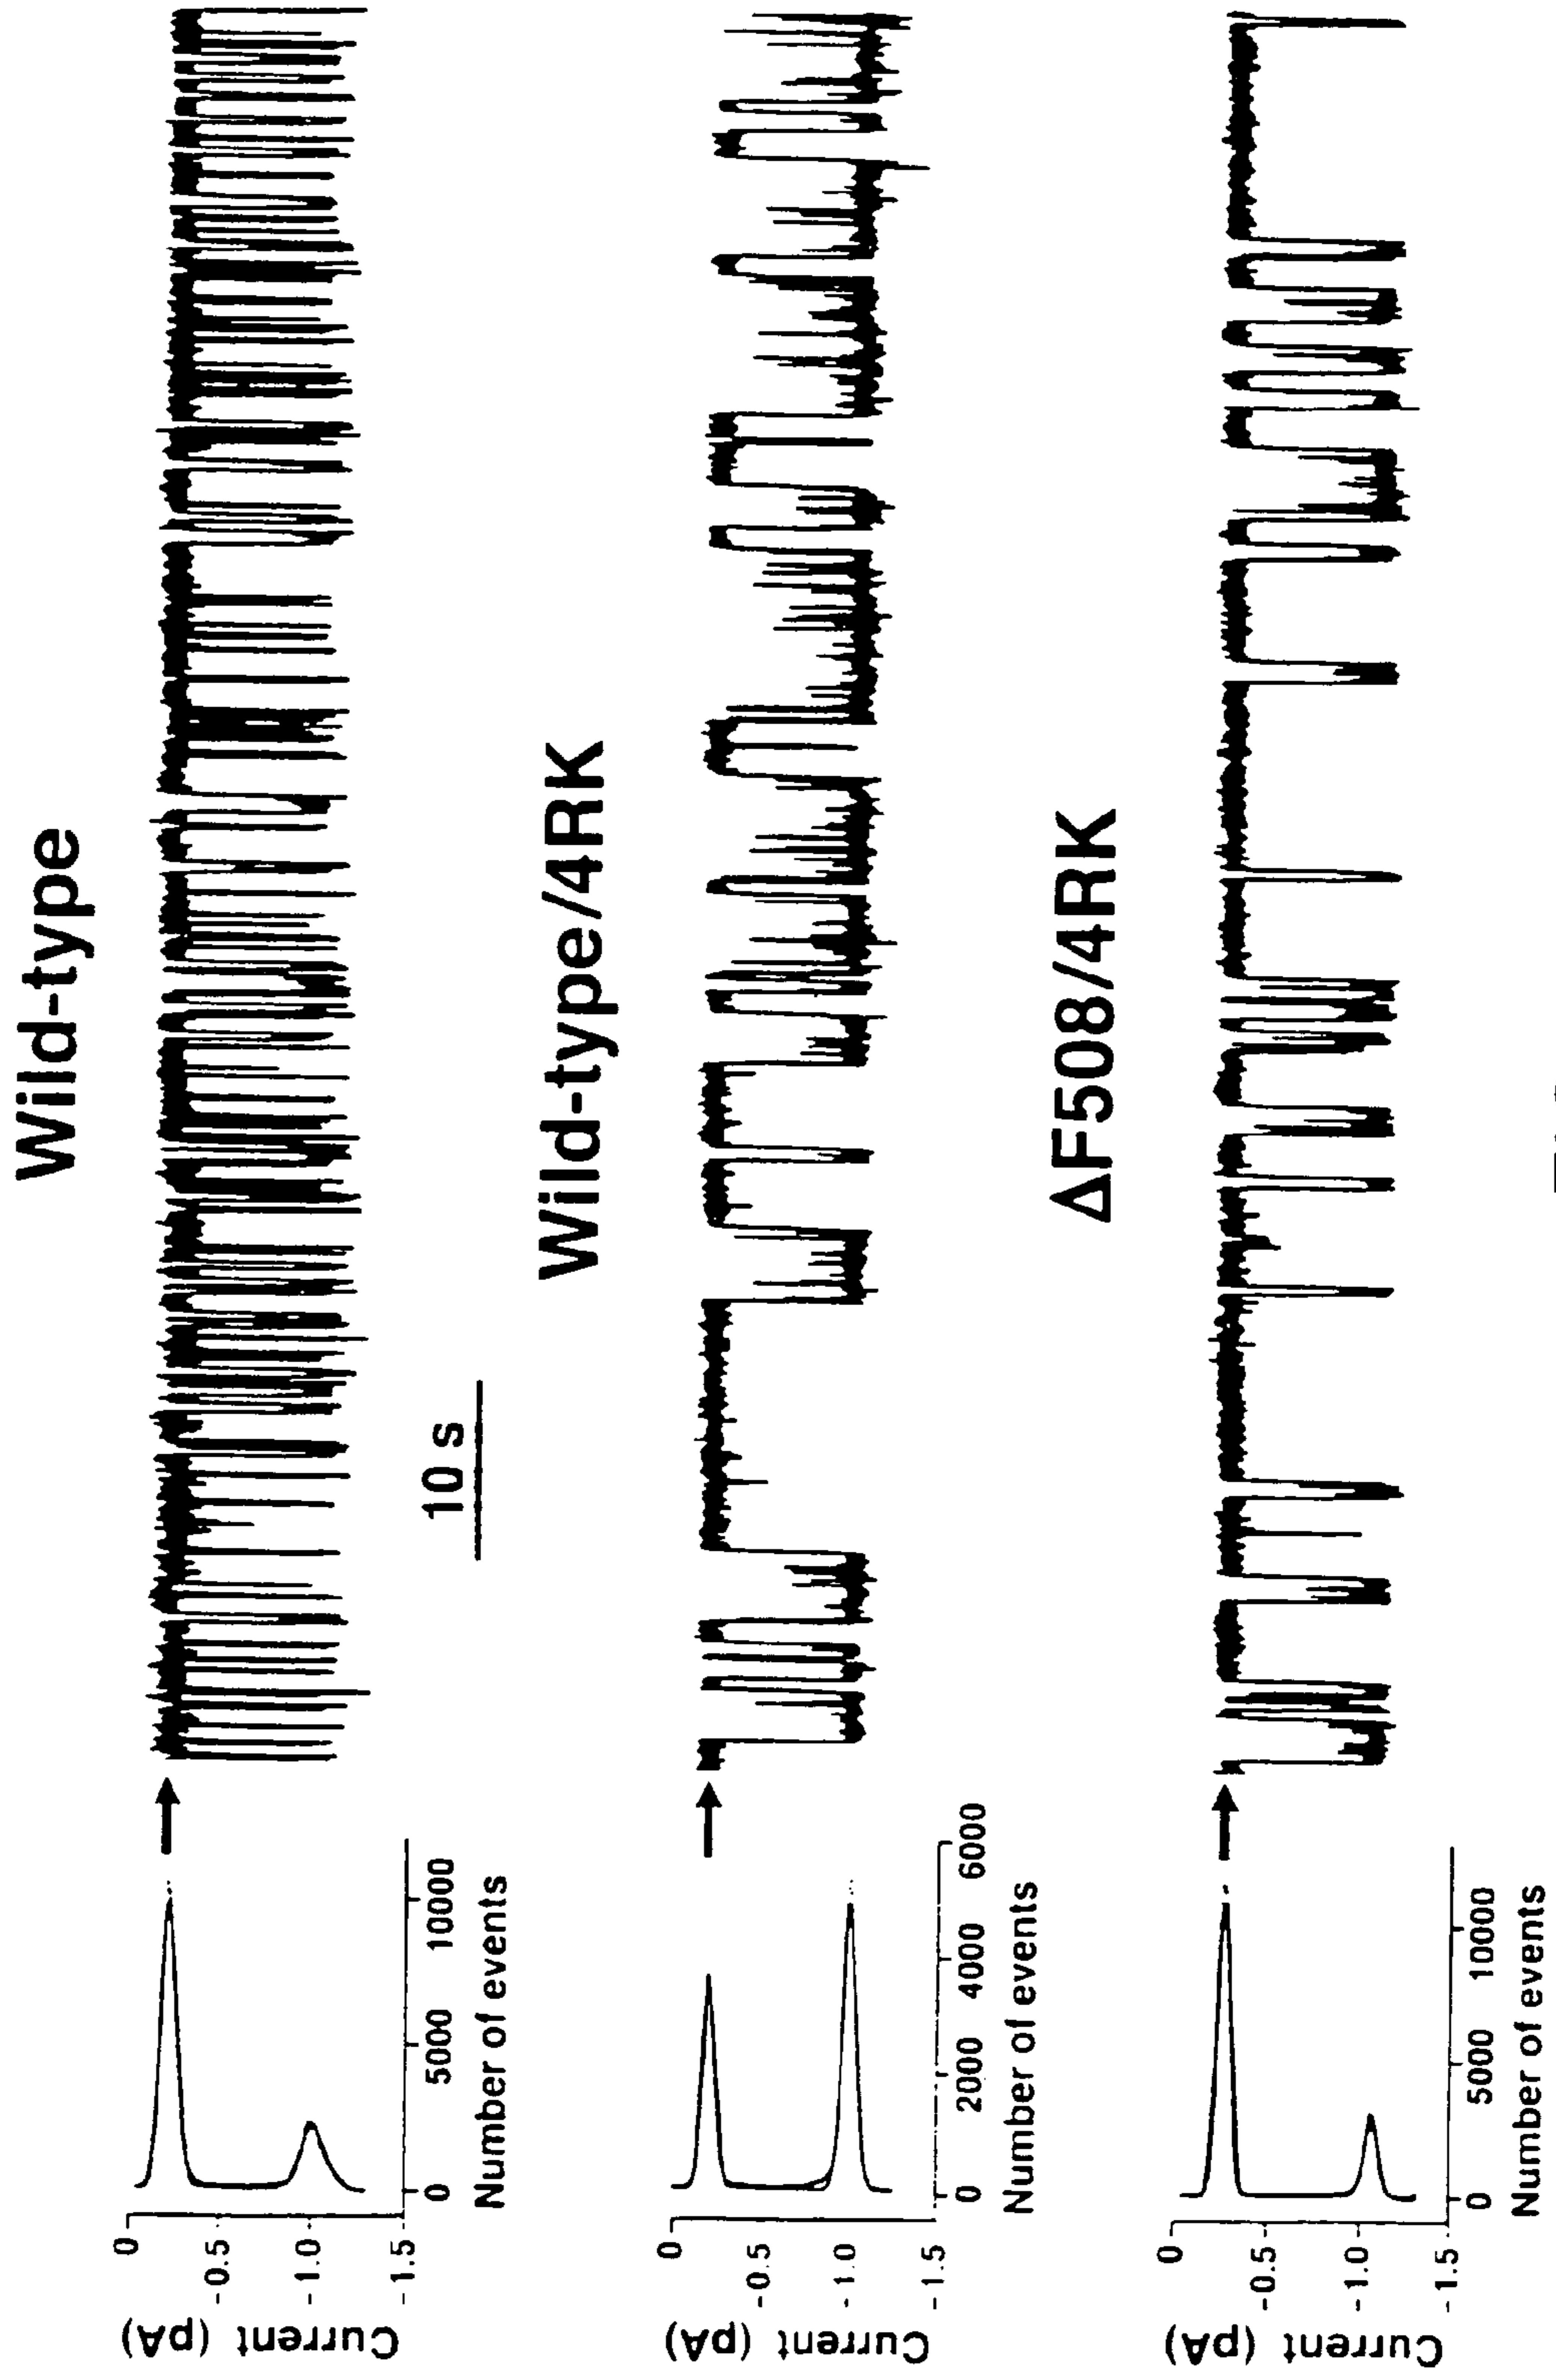 Wild-type
0
- 0.5
- 1.0
- 1.5
Current (pA)
0
5000
10000
Number of events
10 s
Wild-type/4RK
0
- 0.5
- 1.0
- 1.5
Current (pA)
0
2000
4000
6000
Number of events
ΔF508/4RK
0
- 0.5
- 1.0
- 1.5
Current (pA)
0
5000
10000
Number of events